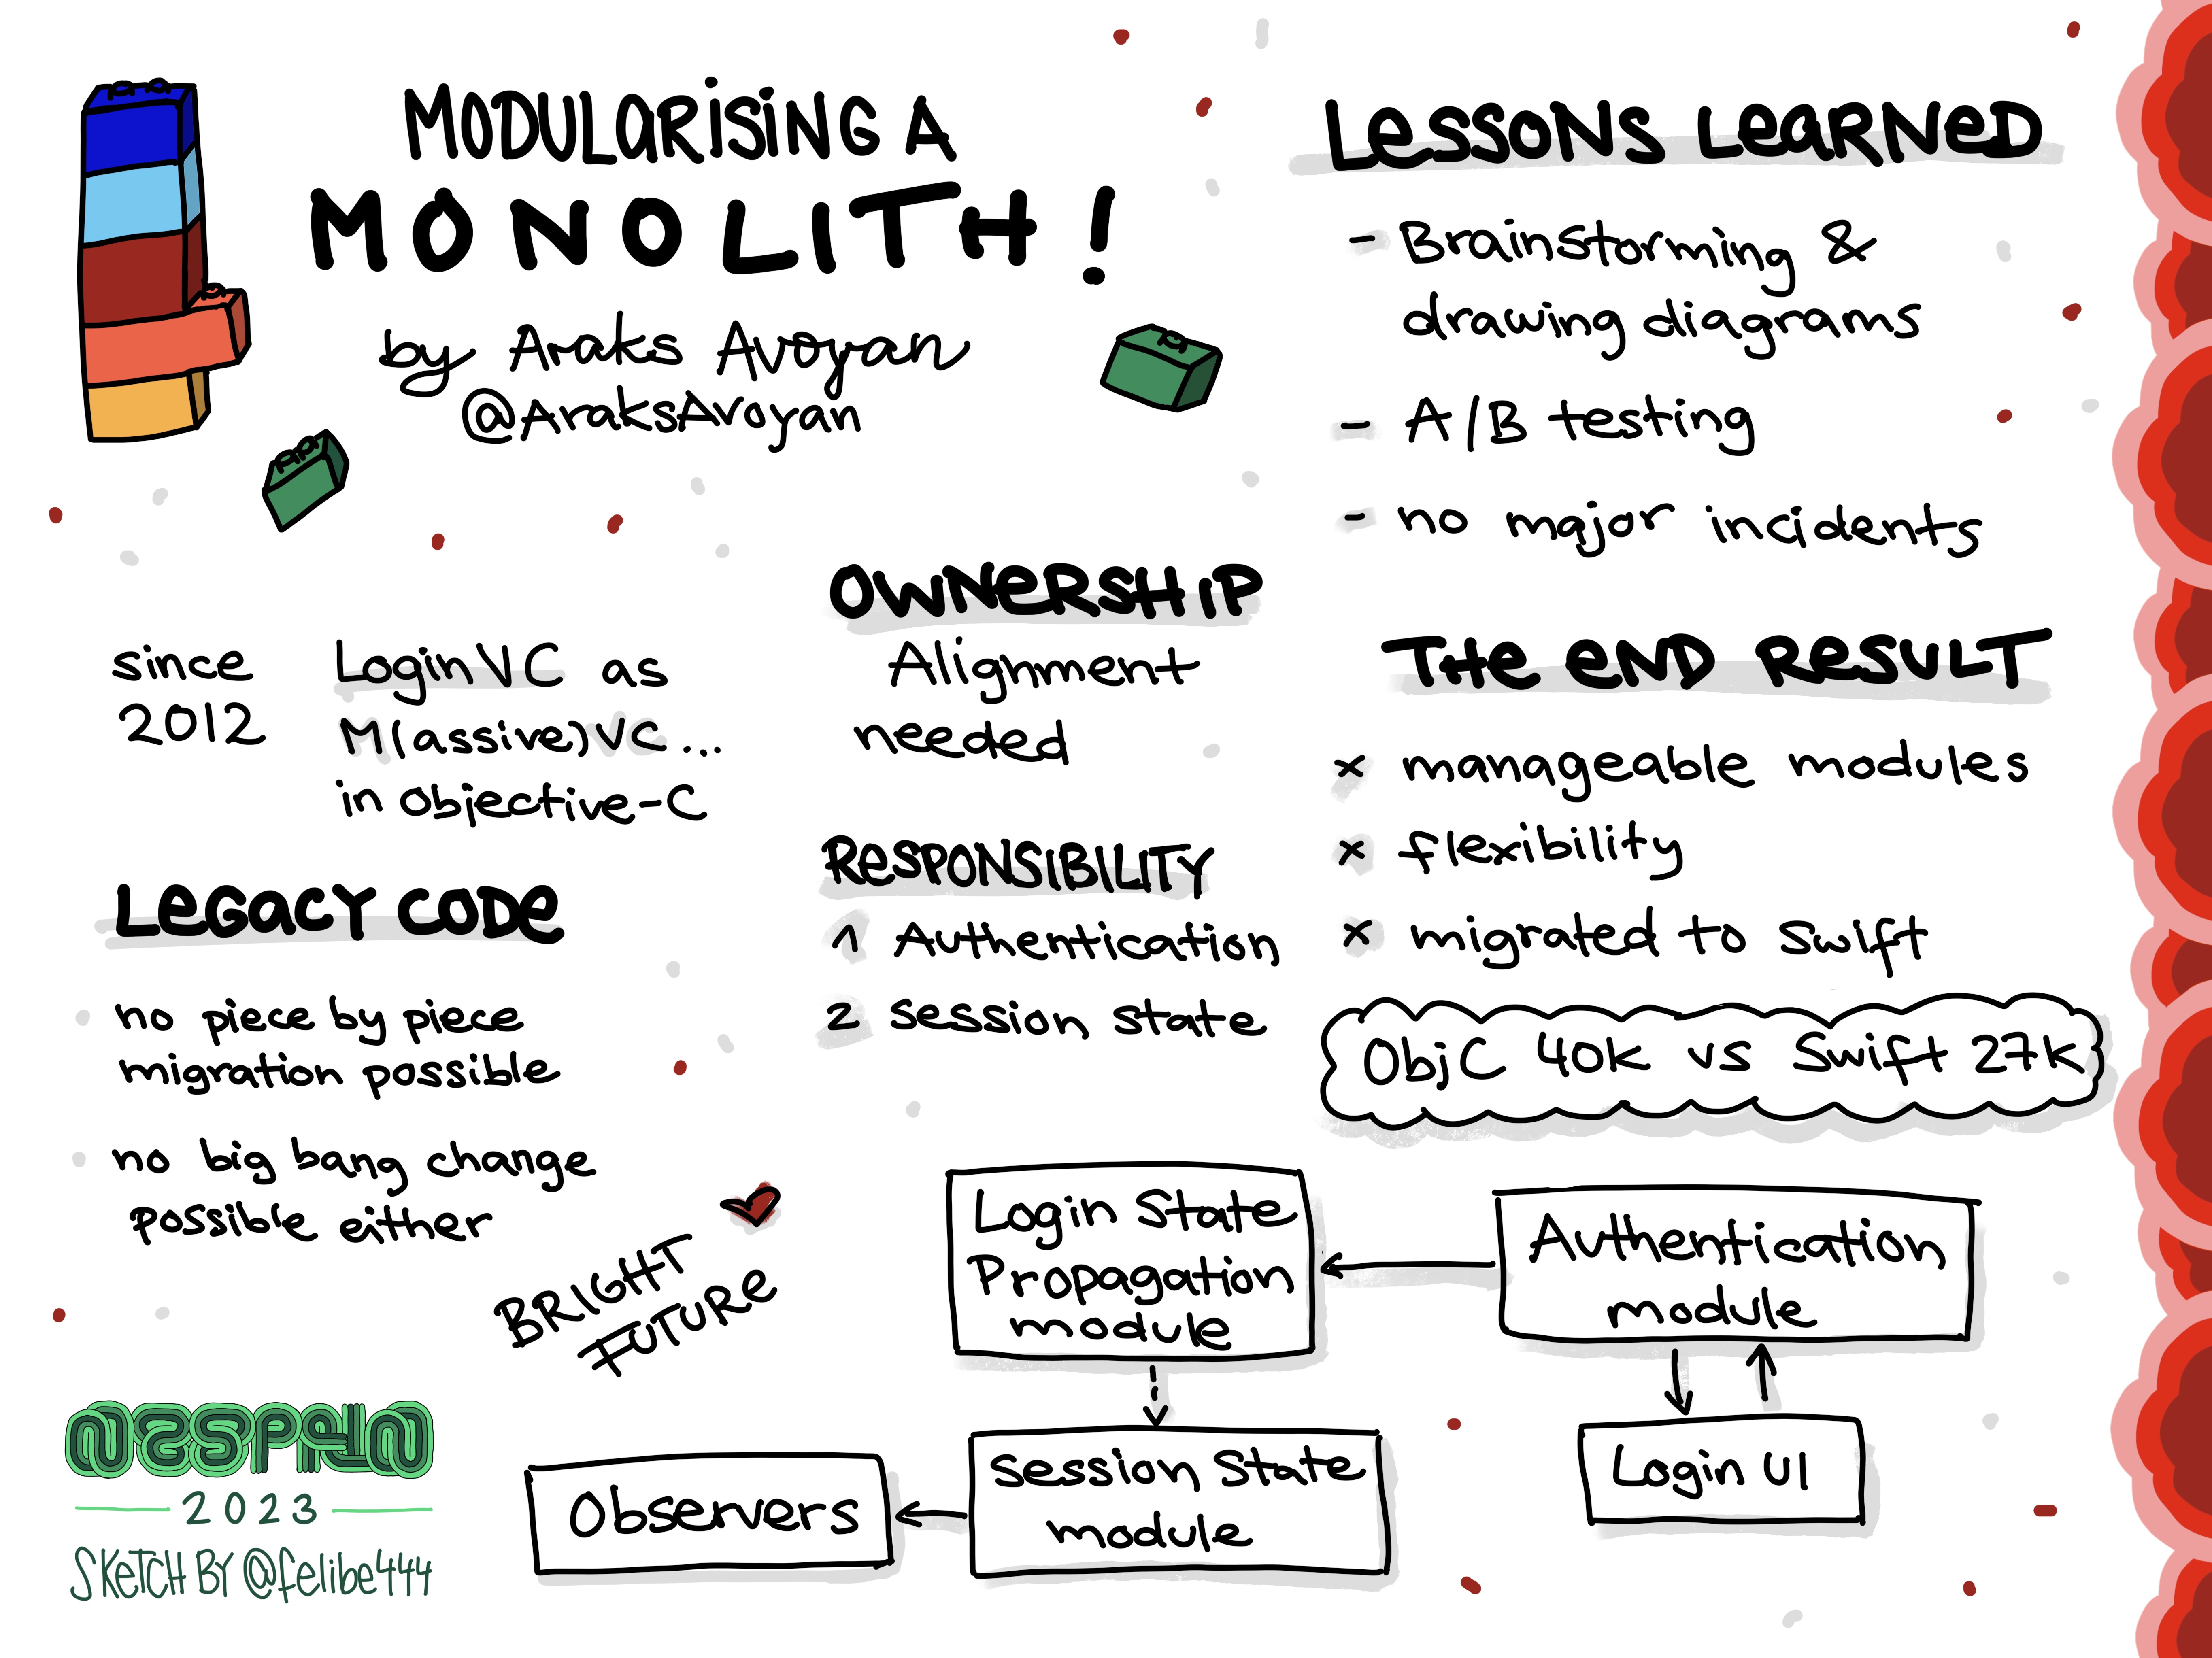 MODULARISING A
MONOLITH!
by Araks Avoyan
@AraksAvoyan
since
2012
LoginVC as
M(assive)VC...
in Objective-C
LEGACY CODE
no piece by piece
migration possible
no big bang change
possible either
BRIGHT
FUTURE
OWNERSHIP
Alignment
needed
RESPONSIBILITY
1 Authentication
2 Session State
LESSONS LEARNED
- Brainstorming &
drawing diagrams
- A/B testing
- no major incidents
THE END RESULT
x manageable modules
x flexibility
x migrated to Swift
ObjC 40k vs Swift 27k
Login State
Propagation
module
Authentication
module
Login UI
Session State
module
Observers
2023
SKETCH BY @felibe444